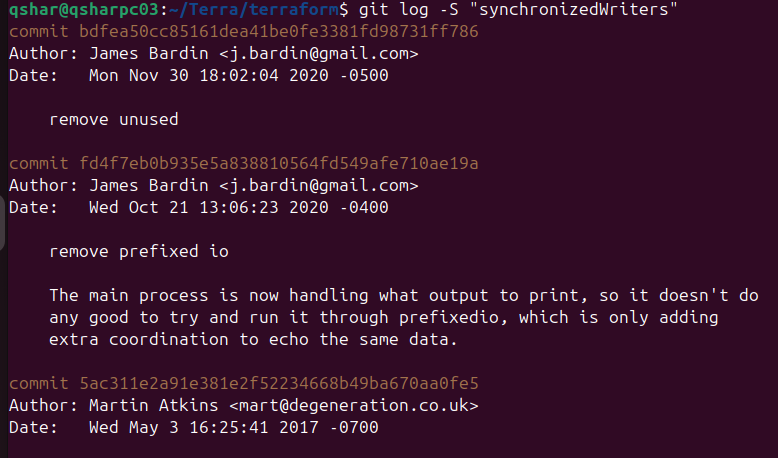 qshar@qsharpc03:~/Terra/terraform$ git log -S "synchronizedWriters"
commit bdfea50cc85161dea41be0fe3381fd98731ff786
Author: James Bardin <j.bardin@gmail.com>
Date:   Mon Nov 30 18:02:04 2020 -0500
    remove unused
commit fd4f7eb0b935e5a838810564fd549afe710ae19a
Author: James Bardin <j.bardin@gmail.com>
Date:   Wed Oct 21 13:06:23 2020 -0400
    remove prefixed io
    The main process is now handling what output to print, so it doesn't do
    any good to try and run it through prefixedio, which is only adding
    extra coordination to echo the same data.
commit 5ac311e2a91e381e2f52234668b49ba670aa0fe5
Author: Martin Atkins <mart@degeneration.co.uk>
Date:   Wed May 3 16:25:41 2017 -0700